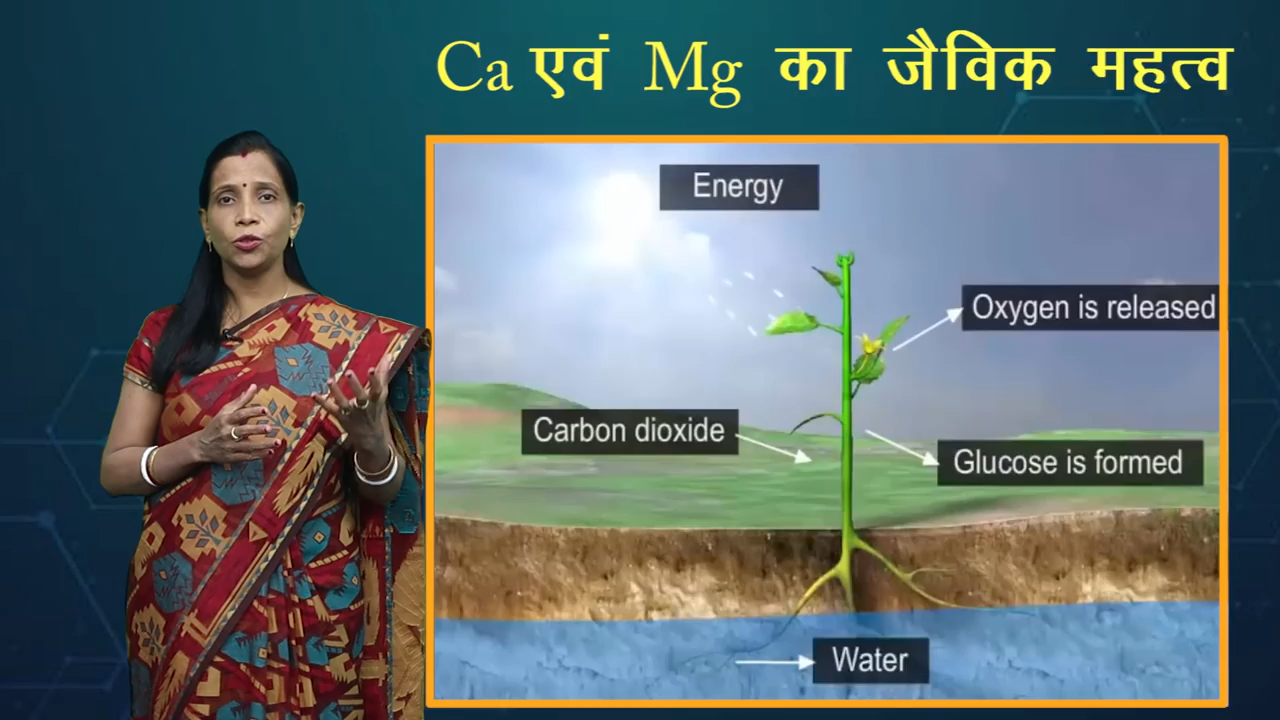 Ca एवं Mg का जैविक महत्व
Energy
Oxygen is released
Carbon dioxide
Glucose is formed
Water